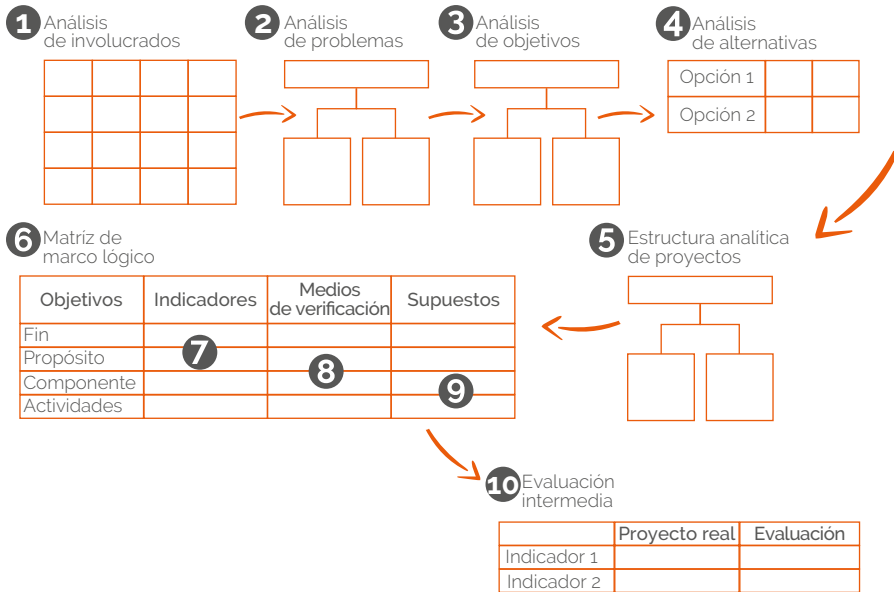 1 Análisis
de involucrados
2 Análisis
de problemas
3 Análisis
de objetivos
4 Análisis
de alternativas
Opción 1
Opción 2
5 Estructura analítica
de proyectos
6 Matríz de
marco lógico
Objetivos Indicadores Medios
de verificación Supuestos
Fin
7
Propósito
8
Componente
9
Actividades
10 Evaluación
intermedia
Proyecto real Evaluación
Indicador 1
Indicador 2